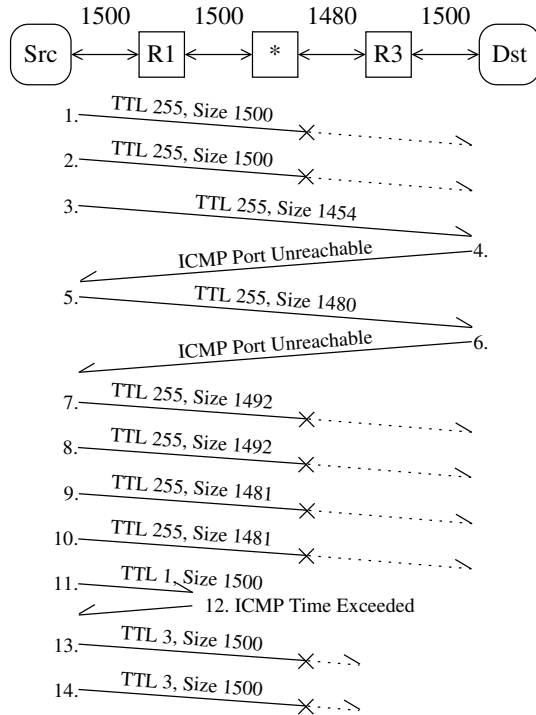 1500 1500 1480 1500
Src R1 * R3 Dst
1. TTL 255, Size 1500
2. TTL 255, Size 1500
3. TTL 255, Size 1454
ICMP Port Unreachable 4.
5. TTL 255, Size 1480
ICMP Port Unreachable 6.
7. TTL 255, Size 1492
8. TTL 255, Size 1492
9. TTL 255, Size 1481
10. TTL 255, Size 1481
11. TTL 1, Size 1500
12. ICMP Time Exceeded
13. TTL 3, Size 1500
14. TTL 3, Size 1500